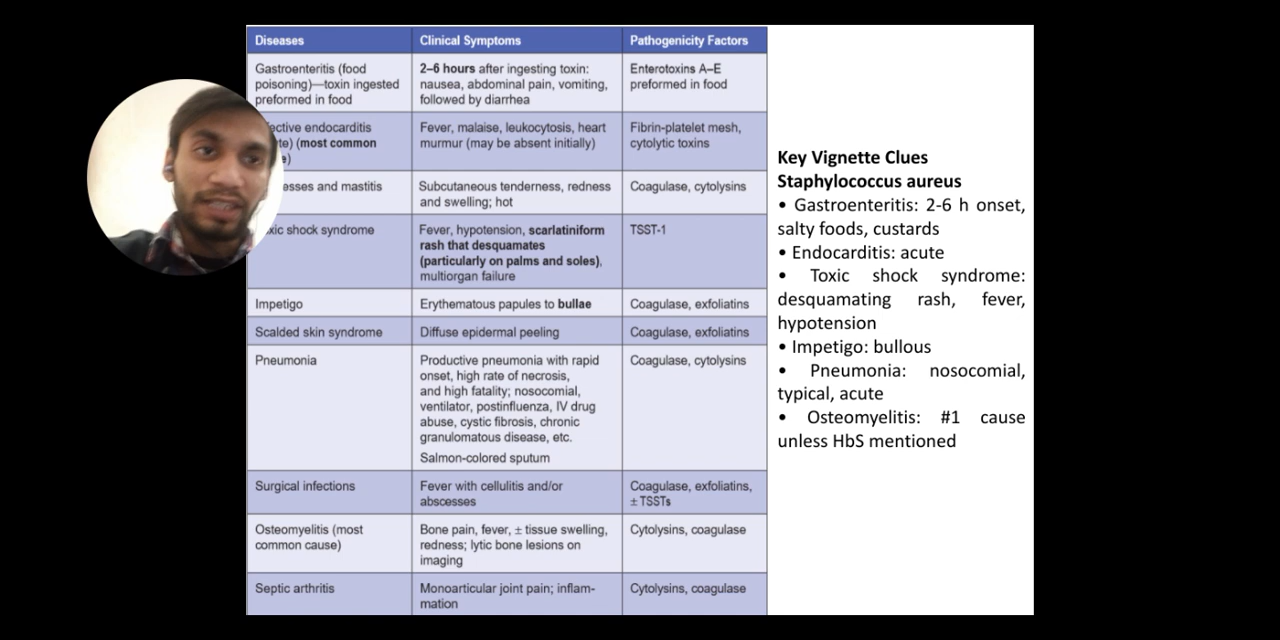 Diseases Clinical Symptoms Pathogenicity Factors
Gastroenteritis (food
poisoning)—toxin ingested
preformed in food
2–6 hours after ingesting toxin:
nausea, abdominal pain, vomiting,
followed by diarrhea
Enterotoxins A–E
preformed in food
endocarditis
(most common
Fever, malaise, leukocytosis, heart
murmur (may be absent initially)
Fibrin-platelet mesh,
cytolytic toxins
and mastitis
Subcutaneous tenderness, redness
and swelling; hot
Coagulase, cytolysins
shock syndrome
Fever, hypotension, scarlatiniform
rash that desquamates
(particularly on palms and soles),
multiorgan failure
TSST-1
Impetigo
Erythematous papules to bullae
Coagulase, exfoliatins
Scalded skin syndrome
Diffuse epidermal peeling
Coagulase, exfoliatins
Pneumonia
Productive pneumonia with rapid
onset, high rate of necrosis,
and high fatality; nosocomial,
ventilator, postinfluenza, IV drug
abuse, cystic fibrosis, chronic
granulomatous disease, etc.
Salmon-colored sputum
Coagulase, cytolysins
Surgical infections
Fever with cellulitis and/or
abscesses
Coagulase, exfoliatins,
± TSSTs
Osteomyelitis (most
common cause)
Bone pain, fever, ± tissue swelling,
redness; lytic bone lesions on
imaging
Cytolysins, coagulase
Septic arthritis
Monoarticular joint pain; inflam-
mation
Cytolysins, coagulase
Key Vignette Clues
Staphylococcus aureus
• Gastroenteritis: 2-6 h onset,
salty foods, custards
• Endocarditis: acute
• Toxic shock syndrome:
desquamating rash, fever,
hypotension
• Impetigo: bullous
• Pneumonia: nosocomial,
typical, acute
• Osteomyelitis: #1 cause
unless HbS mentioned